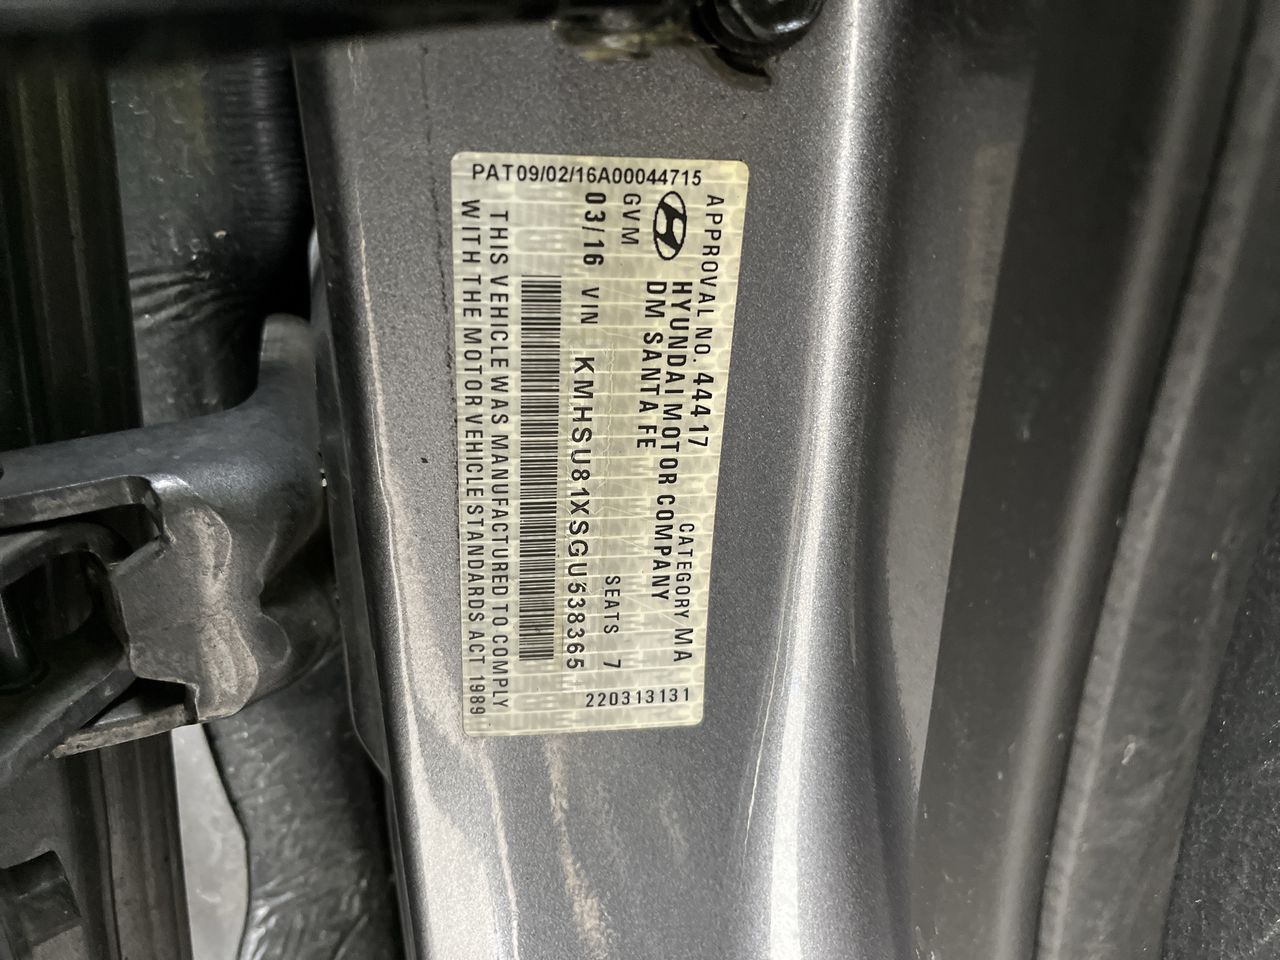 PAT09/02/16A00044715
APPROVAL NO. 44417 CATEGORY MA
HYUNDAI MOTOR COMPANY
DM SANTA FE
GVM SEATS 7
03/16 VIN KMHSU81XSGU538365
THIS VEHICLE WAS MANUFACTURED TO COMPLY
WITH THE MOTOR VEHICLE STANDARDS ACT 1989
220313131